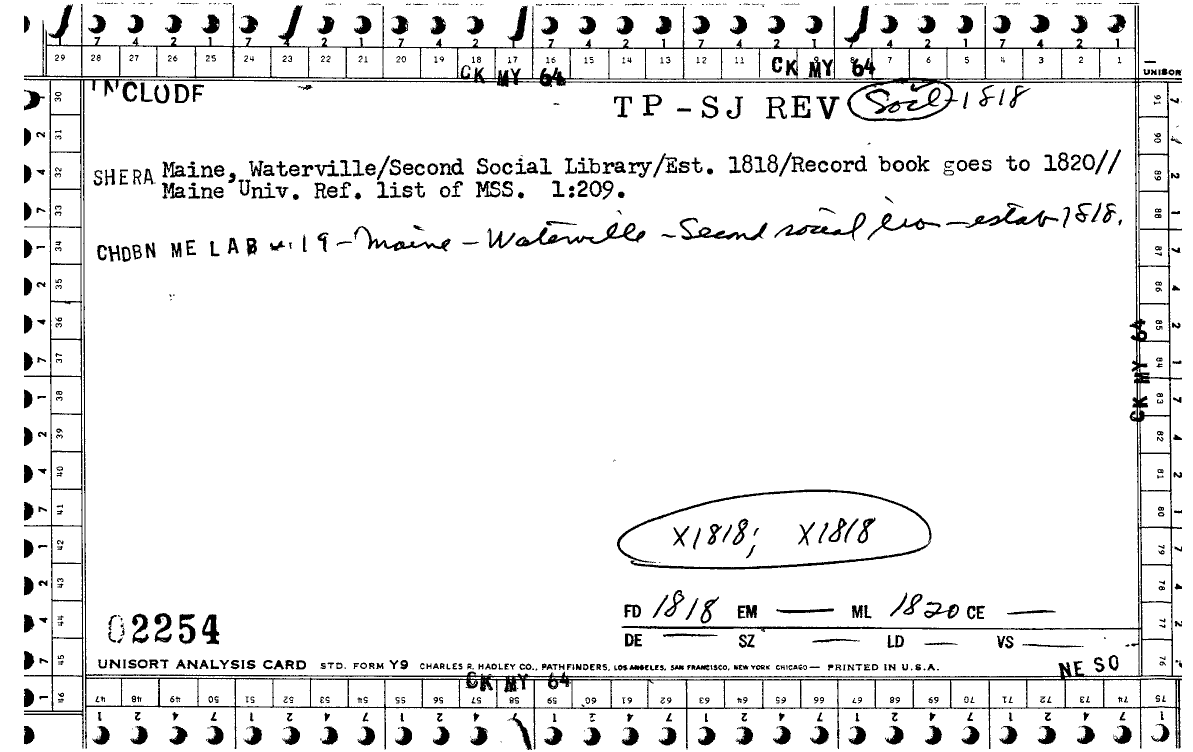 7 4 2 1 7 4 2 1 7 4 2 1 7 4 2 1 7 4 2 1 7 4 2 1 7 4 2 1
29 28 27 26 25 24 23 22 21 20 19 18 17 16 15 14 13 12 11 10 9 8 7 6 5 4 3 2 1
CK MY 64 CK MY 64
UNISORT
INCLUDE
TP-SJ REV Socil-1818
SHERA Maine, Waterville/Second Social Library/Est. 1818/Record book goes to 1820//
Maine Univ. Ref. list of MSS. 1:209.
CHDBN ME LAB 19-Maine-Waterville-Second social -estab 1818.
CK MY 64
X1818; X1818
FD 1818 EM — ML 1820 CE —
DE — SZ — LD — VS —
02254
UNISORT ANALYSIS CARD STD. FORM Y9 CHARLES R. HADLEY CO., PATHFINDERS, LOS ANGELES, SAN FRANCISCO, NEW YORK CHICAGO — PRINTED IN U.S.A.
NE SO
CK MY 64
30 31 32 33 34 35 36 37 38 39 40 41 42 43 44 45 46
47 48 49 50 51 52 53 54 55 56 57 58 59 60 61 62 63 64 65 66 67 68 69 70 71 72 73 74 75
76 77 78 79 80 81 82 83 84 85 86 87 88 89 90 91